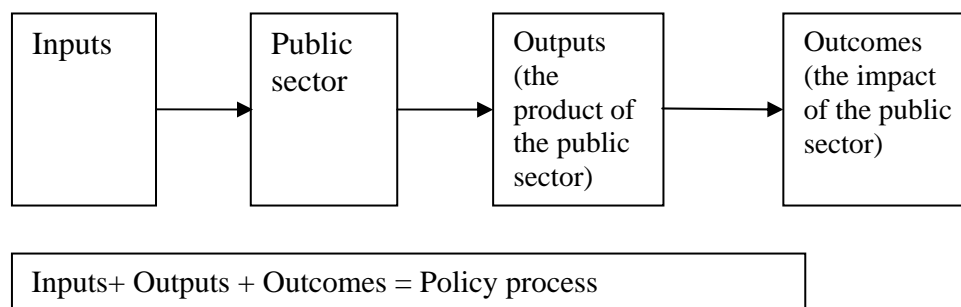 Inputs
Public
sector
Outputs
(the
product of
the public
sector)
Outcomes
(the impact
of the public
sector)
Inputs+ Outputs + Outcomes = Policy process